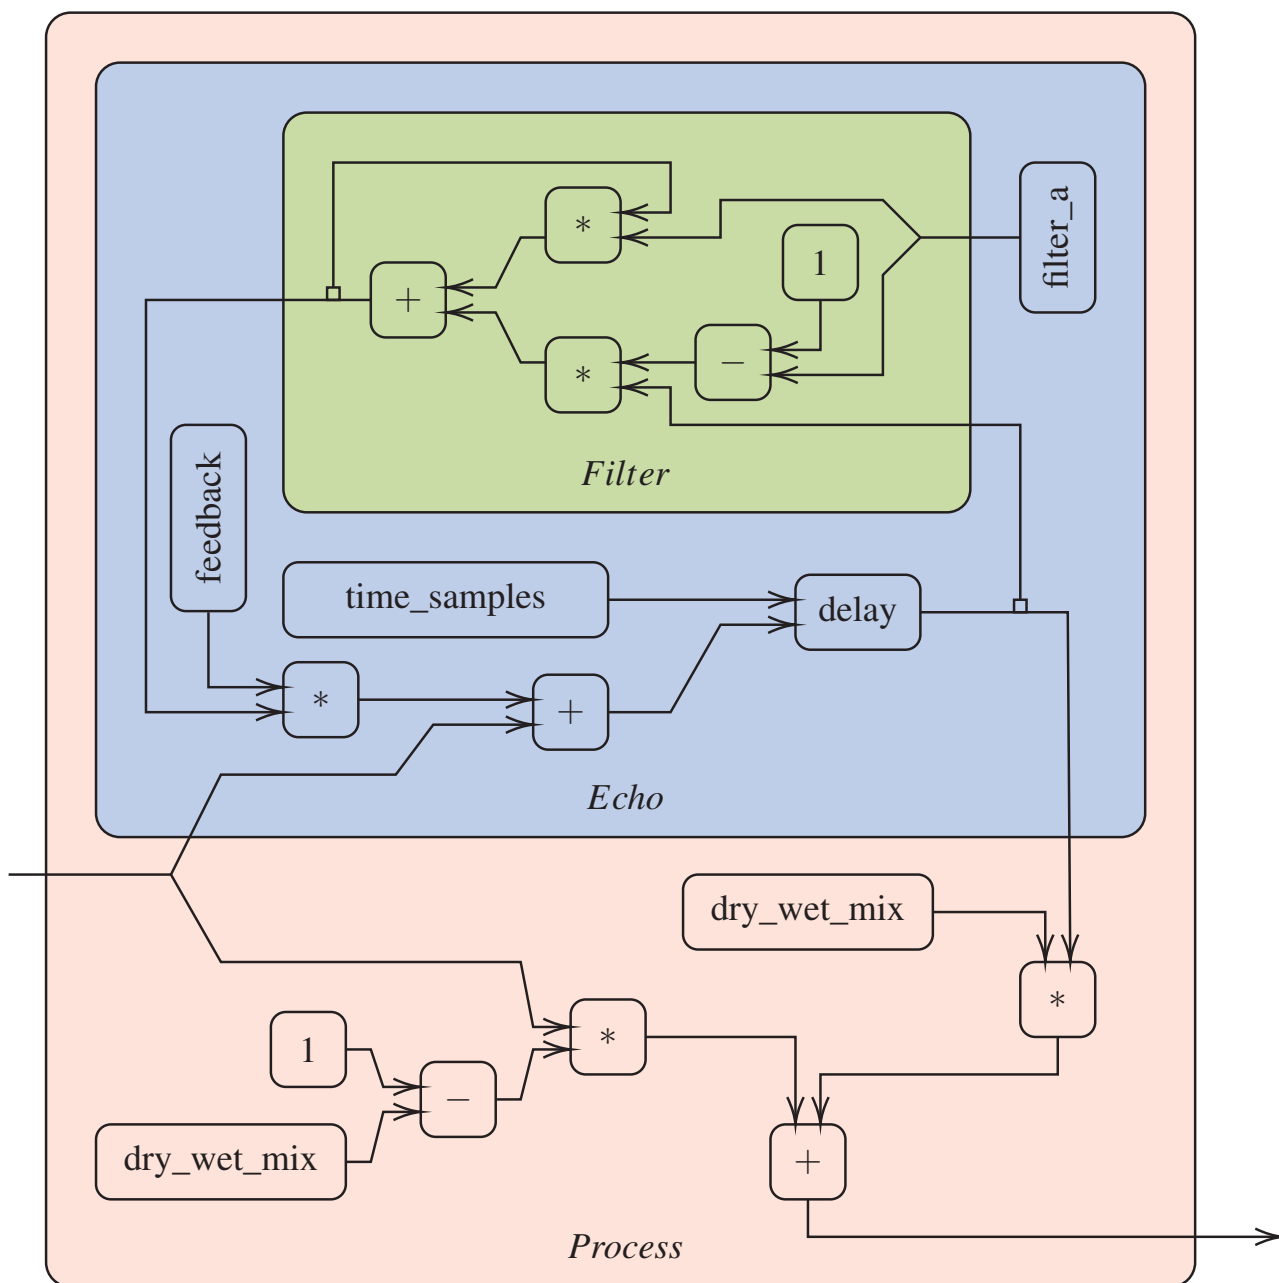 filter_a
*
1
+
−
*
Filter
feedback
time_samples
delay
*
+
Echo
dry_wet_mix
*
1
*
−
dry_wet_mix
+
Process